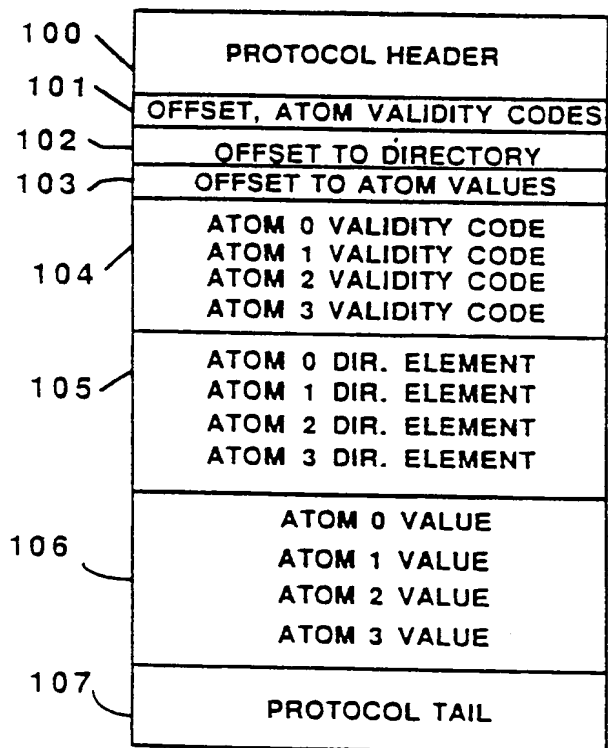 100
PROTOCOL HEADER
101
OFFSET, ATOM VALIDITY CODES
102
OFFSET TO DIRECTORY
103
OFFSET TO ATOM VALUES
104
ATOM 0 VALIDITY CODE
ATOM 1 VALIDITY CODE
ATOM 2 VALIDITY CODE
ATOM 3 VALIDITY CODE
105
ATOM 0 DIR. ELEMENT
ATOM 1 DIR. ELEMENT
ATOM 2 DIR. ELEMENT
ATOM 3 DIR. ELEMENT
106
ATOM 0 VALUE
ATOM 1 VALUE
ATOM 2 VALUE
ATOM 3 VALUE
107
PROTOCOL TAIL